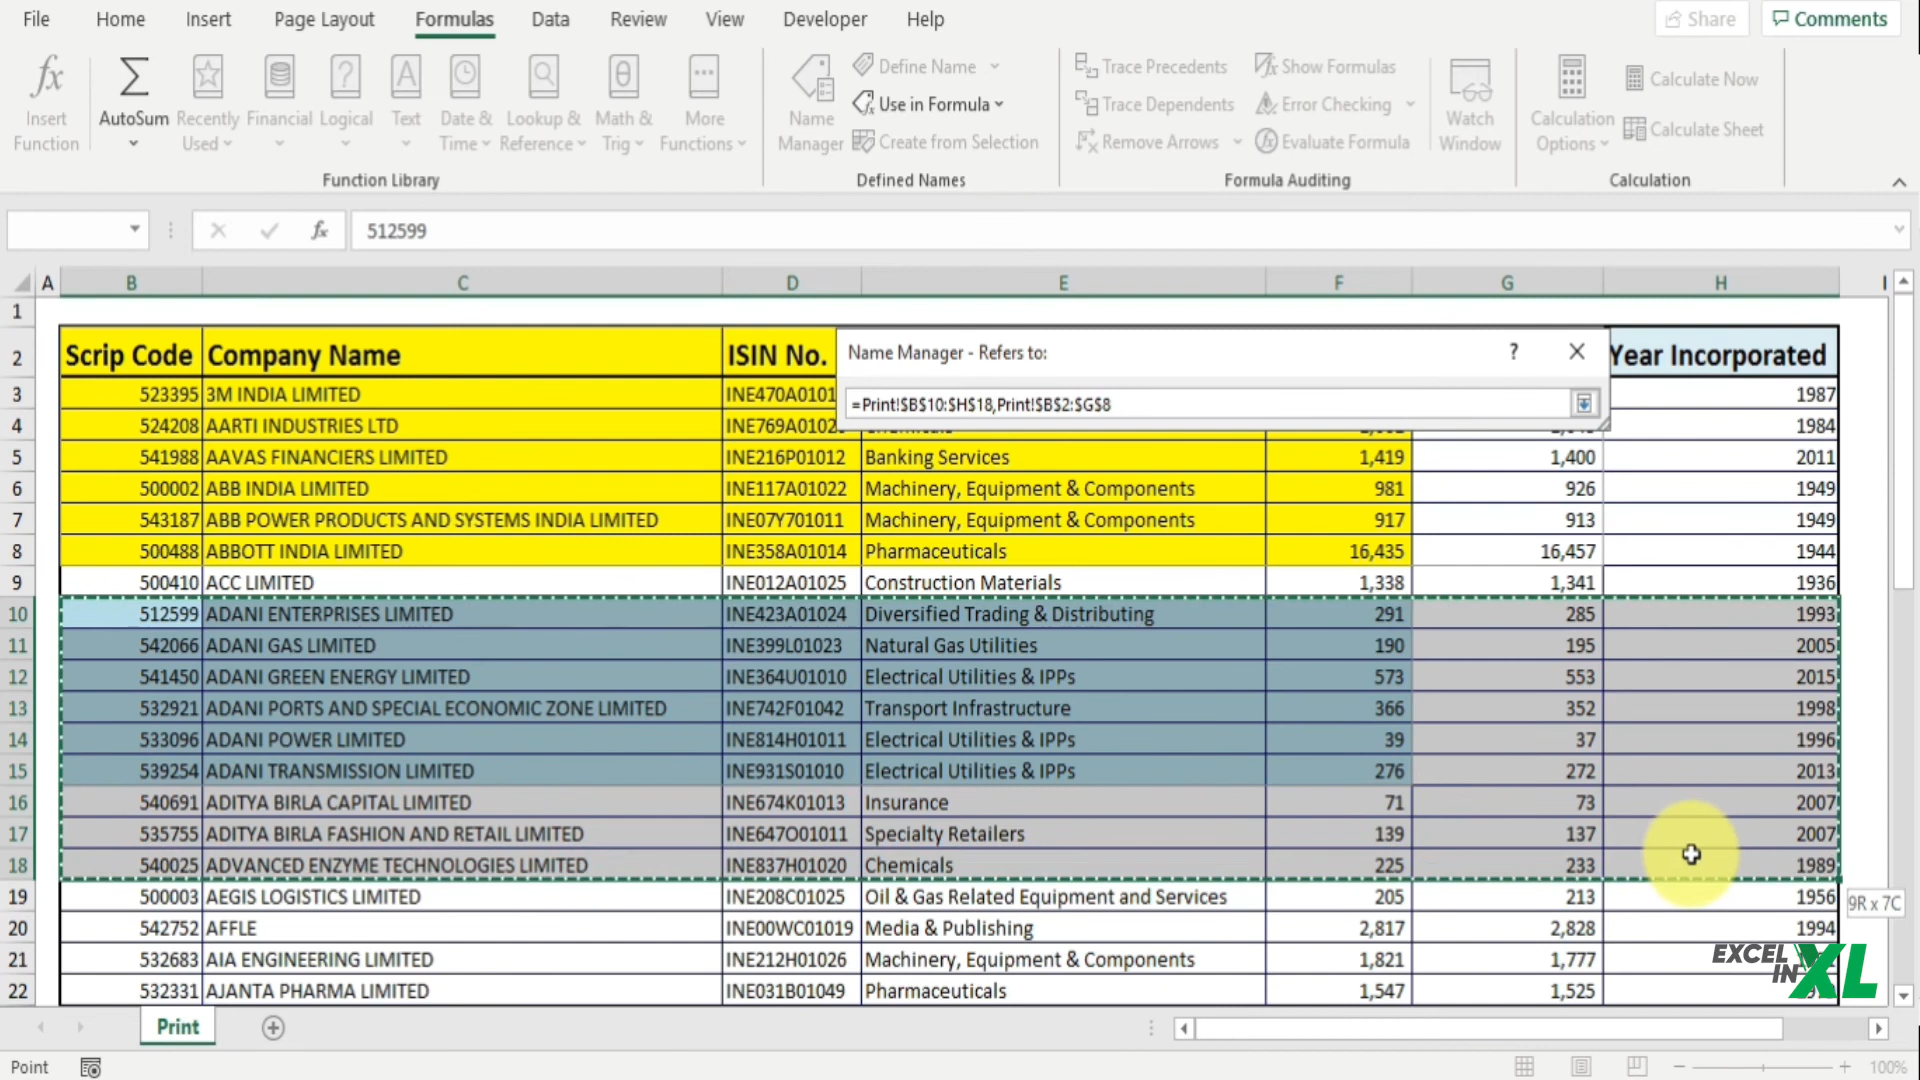 File Home Insert Page Layout Formulas Data Review View Developer Help Share Comments
Insert Function AutoSum Recently Used Financial Logical Text Date & Time Lookup & Reference Math & Trig More Functions
Function Library
Name Manager Define Name Use in Formula Create from Selection
Defined Names
Trace Precedents Trace Dependents Remove Arrows Show Formulas Error Checking Evaluate Formula Watch Window
Formula Auditing
Calculation Options Calculate Now Calculate Sheet
Calculation
fx 512599
A B C D E F G H I
1
2 Scrip Code Company Name ISIN No. Year Incorporated
Name Manager - Refers to: ?
=Print!$B$10:$H$18,Print!$B$2:$G$8
3 523395 3M INDIA LIMITED INE470A0101 1987
4 524208 AARTI INDUSTRIES LTD 1984
5 541988 AAVAS FINANCIERS LIMITED INE216P01012 Banking Services 1,419 1,400 2011
6 500002 ABB INDIA LIMITED INE117A01022 Machinery, Equipment & Components 981 926 1949
7 543187 ABB POWER PRODUCTS AND SYSTEMS INDIA LIMITED INE07Y701011 Machinery, Equipment & Components 917 913 1949
8 500488 ABBOTT INDIA LIMITED INE358A01014 Pharmaceuticals 16,435 16,457 1944
9 500410 ACC LIMITED INE012A01025 Construction Materials 1,338 1,341 1936
10 512599 ADANI ENTERPRISES LIMITED INE423A01024 Diversified Trading & Distributing 291 285 1993
11 542066 ADANI GAS LIMITED INE399L01023 Natural Gas Utilities 190 195 2005
12 541450 ADANI GREEN ENERGY LIMITED INE364U01010 Electrical Utilities & IPPs 573 553 2015
13 532921 ADANI PORTS AND SPECIAL ECONOMIC ZONE LIMITED INE742F01042 Transport Infrastructure 366 352 1998
14 533096 ADANI POWER LIMITED INE814H01011 Electrical Utilities & IPPs 39 37 1996
15 539254 ADANI TRANSMISSION LIMITED INE931S01010 Electrical Utilities & IPPs 276 272 2013
16 540691 ADITYA BIRLA CAPITAL LIMITED INE674K01013 Insurance 71 73 2007
17 535755 ADITYA BIRLA FASHION AND RETAIL LIMITED INE647O01011 Specialty Retailers 139 137 2007
18 540025 ADVANCED ENZYME TECHNOLOGIES LIMITED INE837H01020 Chemicals 225 233 1989
19 500003 AEGIS LOGISTICS LIMITED INE208C01025 Oil & Gas Related Equipment and Services 205 213 1956
9R x 7C
20 542752 AFFLE INE00WC01019 Media & Publishing 2,817 2,828 1994
21 532683 AIA ENGINEERING LIMITED INE212H01026 Machinery, Equipment & Components 1,821 1,777
22 532331 AJANTA PHARMA LIMITED INE031B01049 Pharmaceuticals 1,547 1,525
EXCEL IN XL
Print
Point 100%